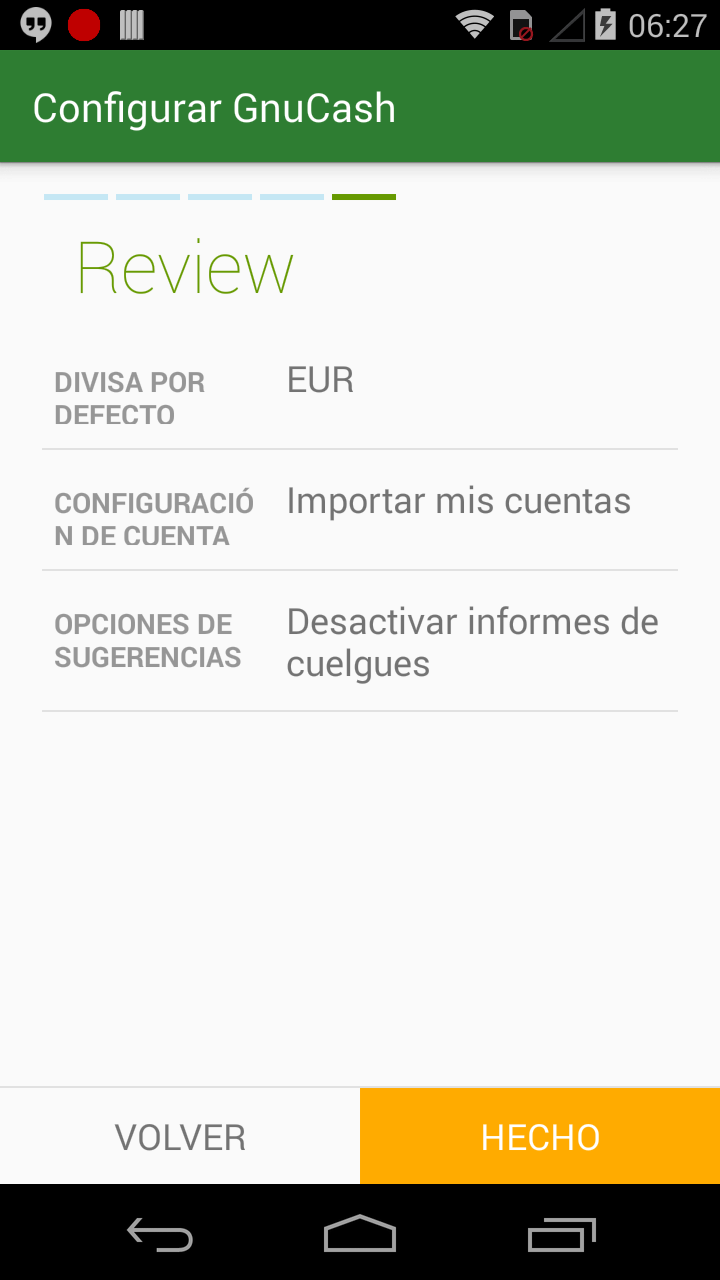 06:27
Configurar GnuCash
Review
DIVISA POR
DEFECTO
EUR
CONFIGURACIÓ
N DE CUENTA
Importar mis cuentas
OPCIONES DE
SUGERENCIAS
Desactivar informes de
cuelgues
VOLVER
HECHO